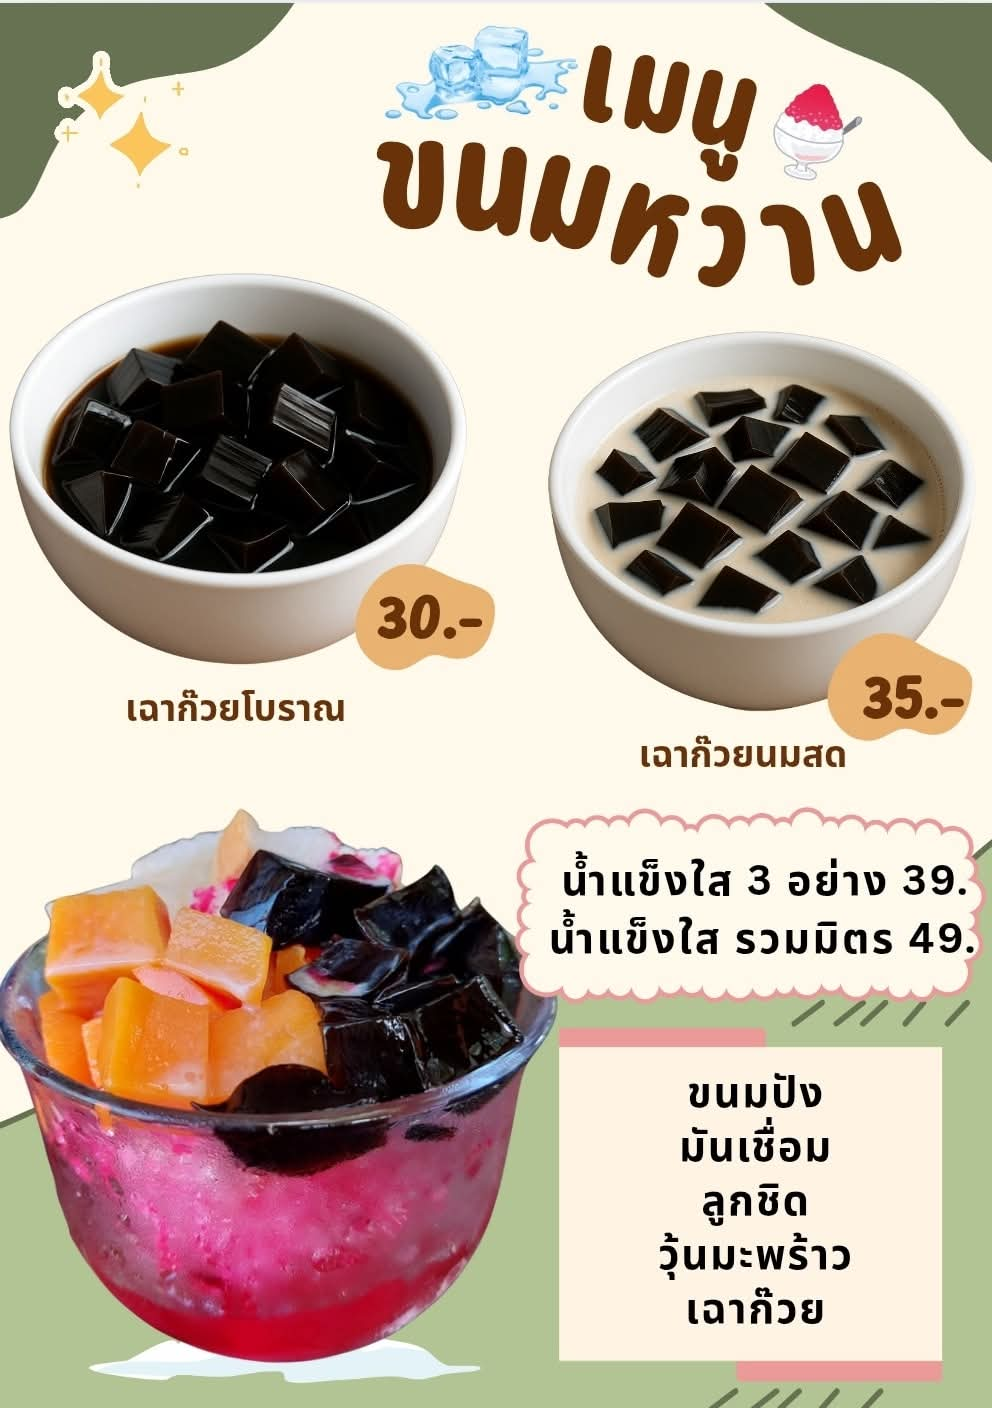 เมนู
ขนมหวาน
30.-
เฉาก๊วยโบราณ
35.-
เฉาก๊วยนมสด
น้ำแข็งใส 3 อย่าง 39.
น้ำแข็งใส รวมมิตร 49.
ขนมปัง
มันเชื่อม
ลูกชิด
วุ้นมะพร้าว
เฉาก๊วย